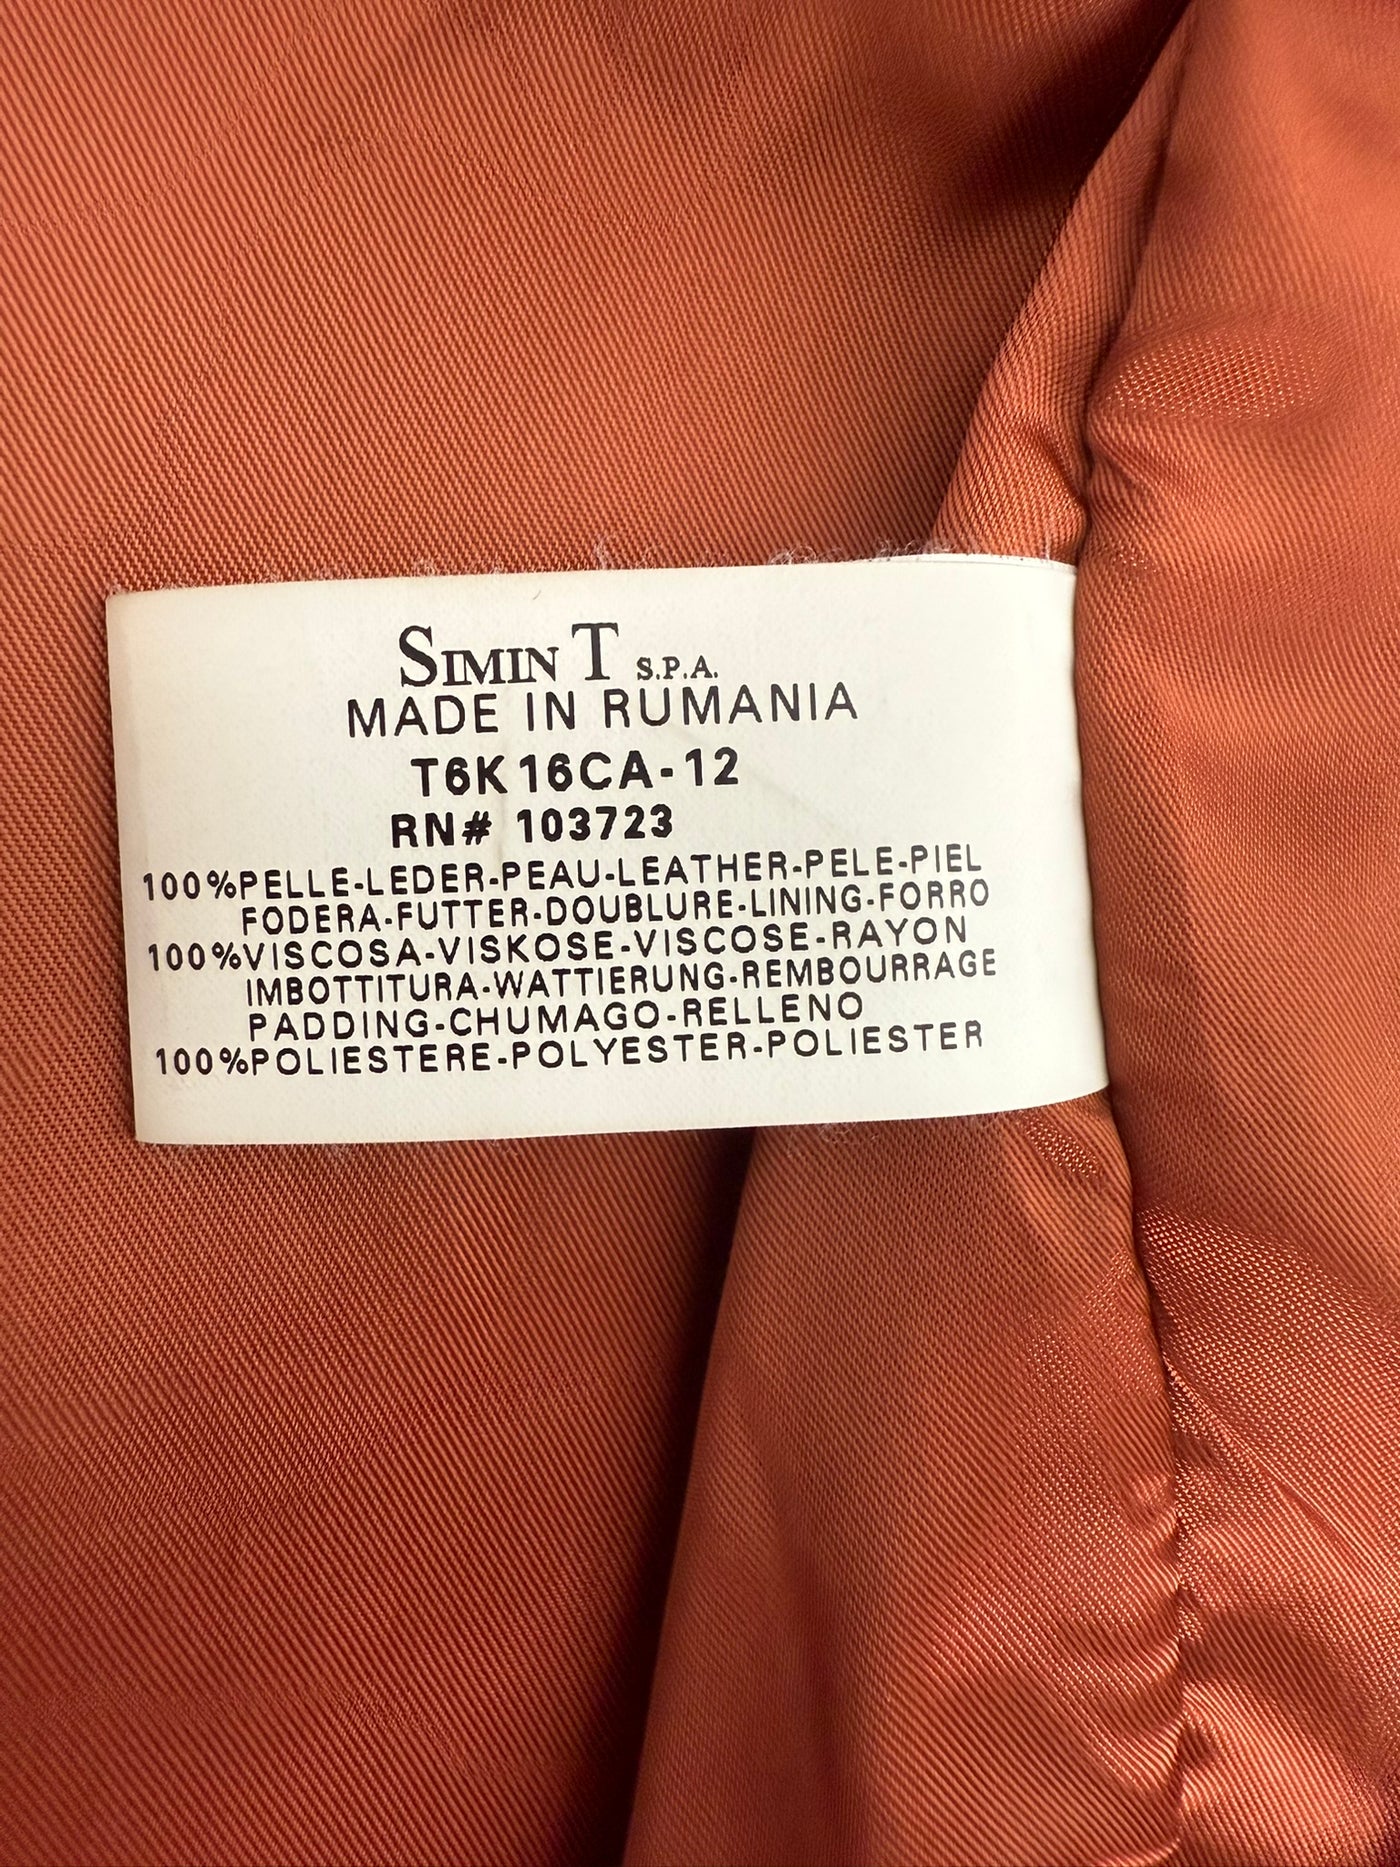 SIMIN T S.P.A.
MADE IN RUMANIA
T6K16CA-12
RN# 103723
100%PELLE-LEDER-PEAU-LEATHER-PELE-PIEL
FODERA-FUTTER-DOUBLURE-LINING-FORRO
100%VISCOSA-VISKOSE-VISCOSE-RAYON
IMBOTTITURA-WATTIERUNG-REMBOURRAGE
PADDING-CHUMAGO-RELLENO
100%POLIESTERE-POLYESTER-POLIESTER